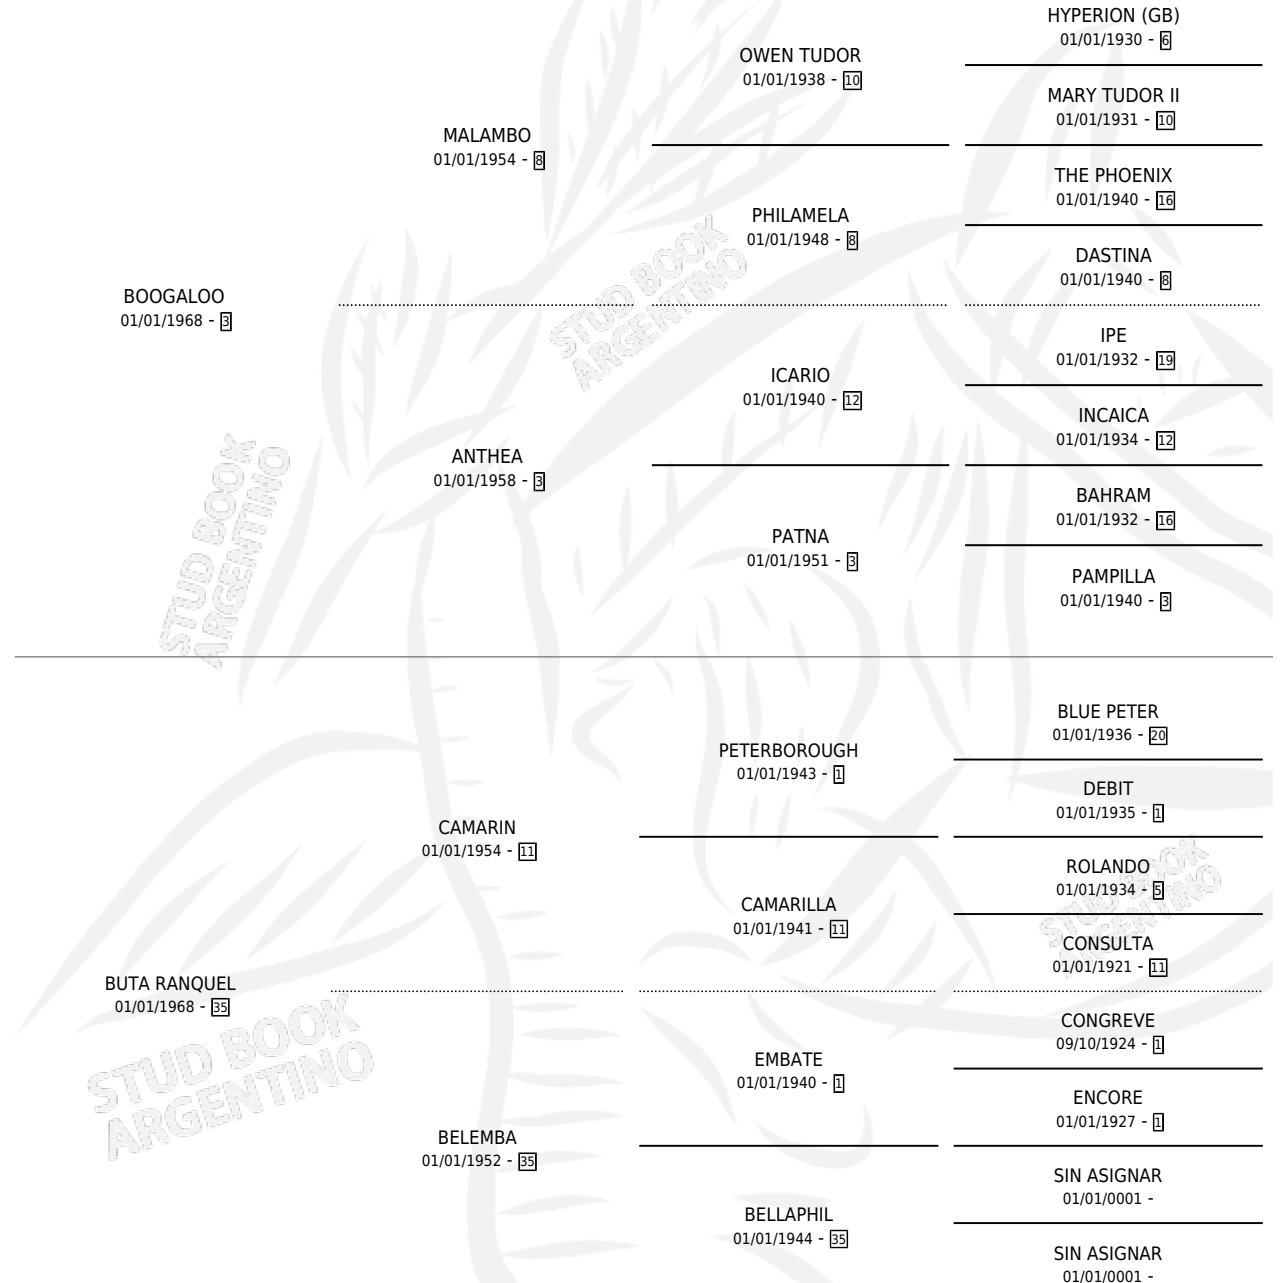 HYPERION (GB)
01/01/1930 - 6
OWEN TUDOR
01/01/1938 - 10
MARY TUDOR II
01/01/1931 - 10
MALAMBO
01/01/1954 - 8
THE PHOENIX
01/01/1940 - 16
PHILAMELA
01/01/1948 - 8
DASTINA
01/01/1940 - 8
BOOGALOO
01/01/1968 - 3
IPE
01/01/1932 - 19
ICARIO
01/01/1940 - 12
INCAICA
01/01/1934 - 12
ANTHEA
01/01/1958 - 3
BAHRAM
01/01/1932 - 16
PATNA
01/01/1951 - 3
PAMPILLA
01/01/1940 - 3
BLUE PETER
01/01/1936 - 20
PETERBOROUGH
01/01/1943 - 1
DEBIT
01/01/1935 - 1
CAMARIN
01/01/1954 - 11
ROLANDO
01/01/1934 - 5
CAMARILLA
01/01/1941 - 11
CONSULTA
01/01/1921 - 11
BUTA RANQUEL
01/01/1968 - 35
CONGREVE
09/10/1924 - 1
EMBATE
01/01/1940 - 1
ENCORE
01/01/1927 - 1
BELEMBA
01/01/1952 - 35
SIN ASIGNAR
01/01/0001 -
BELLAPHIL
01/01/1944 - 35
SIN ASIGNAR
01/01/0001 -
STUD BOOK
ARGENTINO
STUD BOOK
ARGENTINO
STUD BOOK
ARGENTINO
STUD BOOK
ARGENTINO